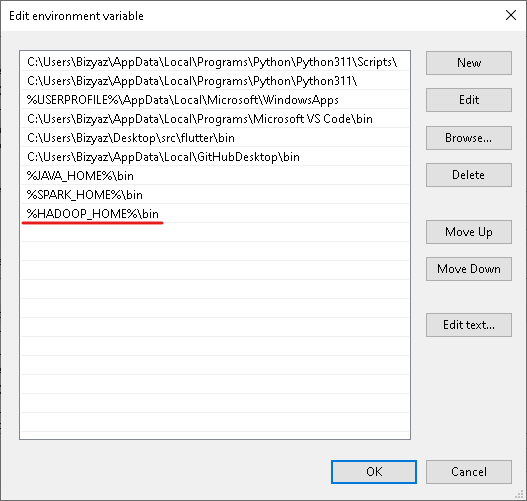 Edit environment variable
C:\Users\Bizyaz\AppData\Local\Programs\Python\Python311\Scripts\
C:\Users\Bizyaz\AppData\Local\Programs\Python\Python311\
%USERPROFILE%\AppData\Local\Microsoft\WindowsApps
C:\Users\Bizyaz\AppData\Local\Programs\Microsoft VS Code\bin
C:\Users\Bizyaz\Desktop\src\flutter\bin
C:\Users\Bizyaz\AppData\Local\GitHubDesktop\bin
%JAVA_HOME%\bin
%SPARK_HOME%\bin
%HADOOP_HOME%\bin
New
Edit
Browse...
Delete
Move Up
Move Down
Edit text...
OK
Cancel